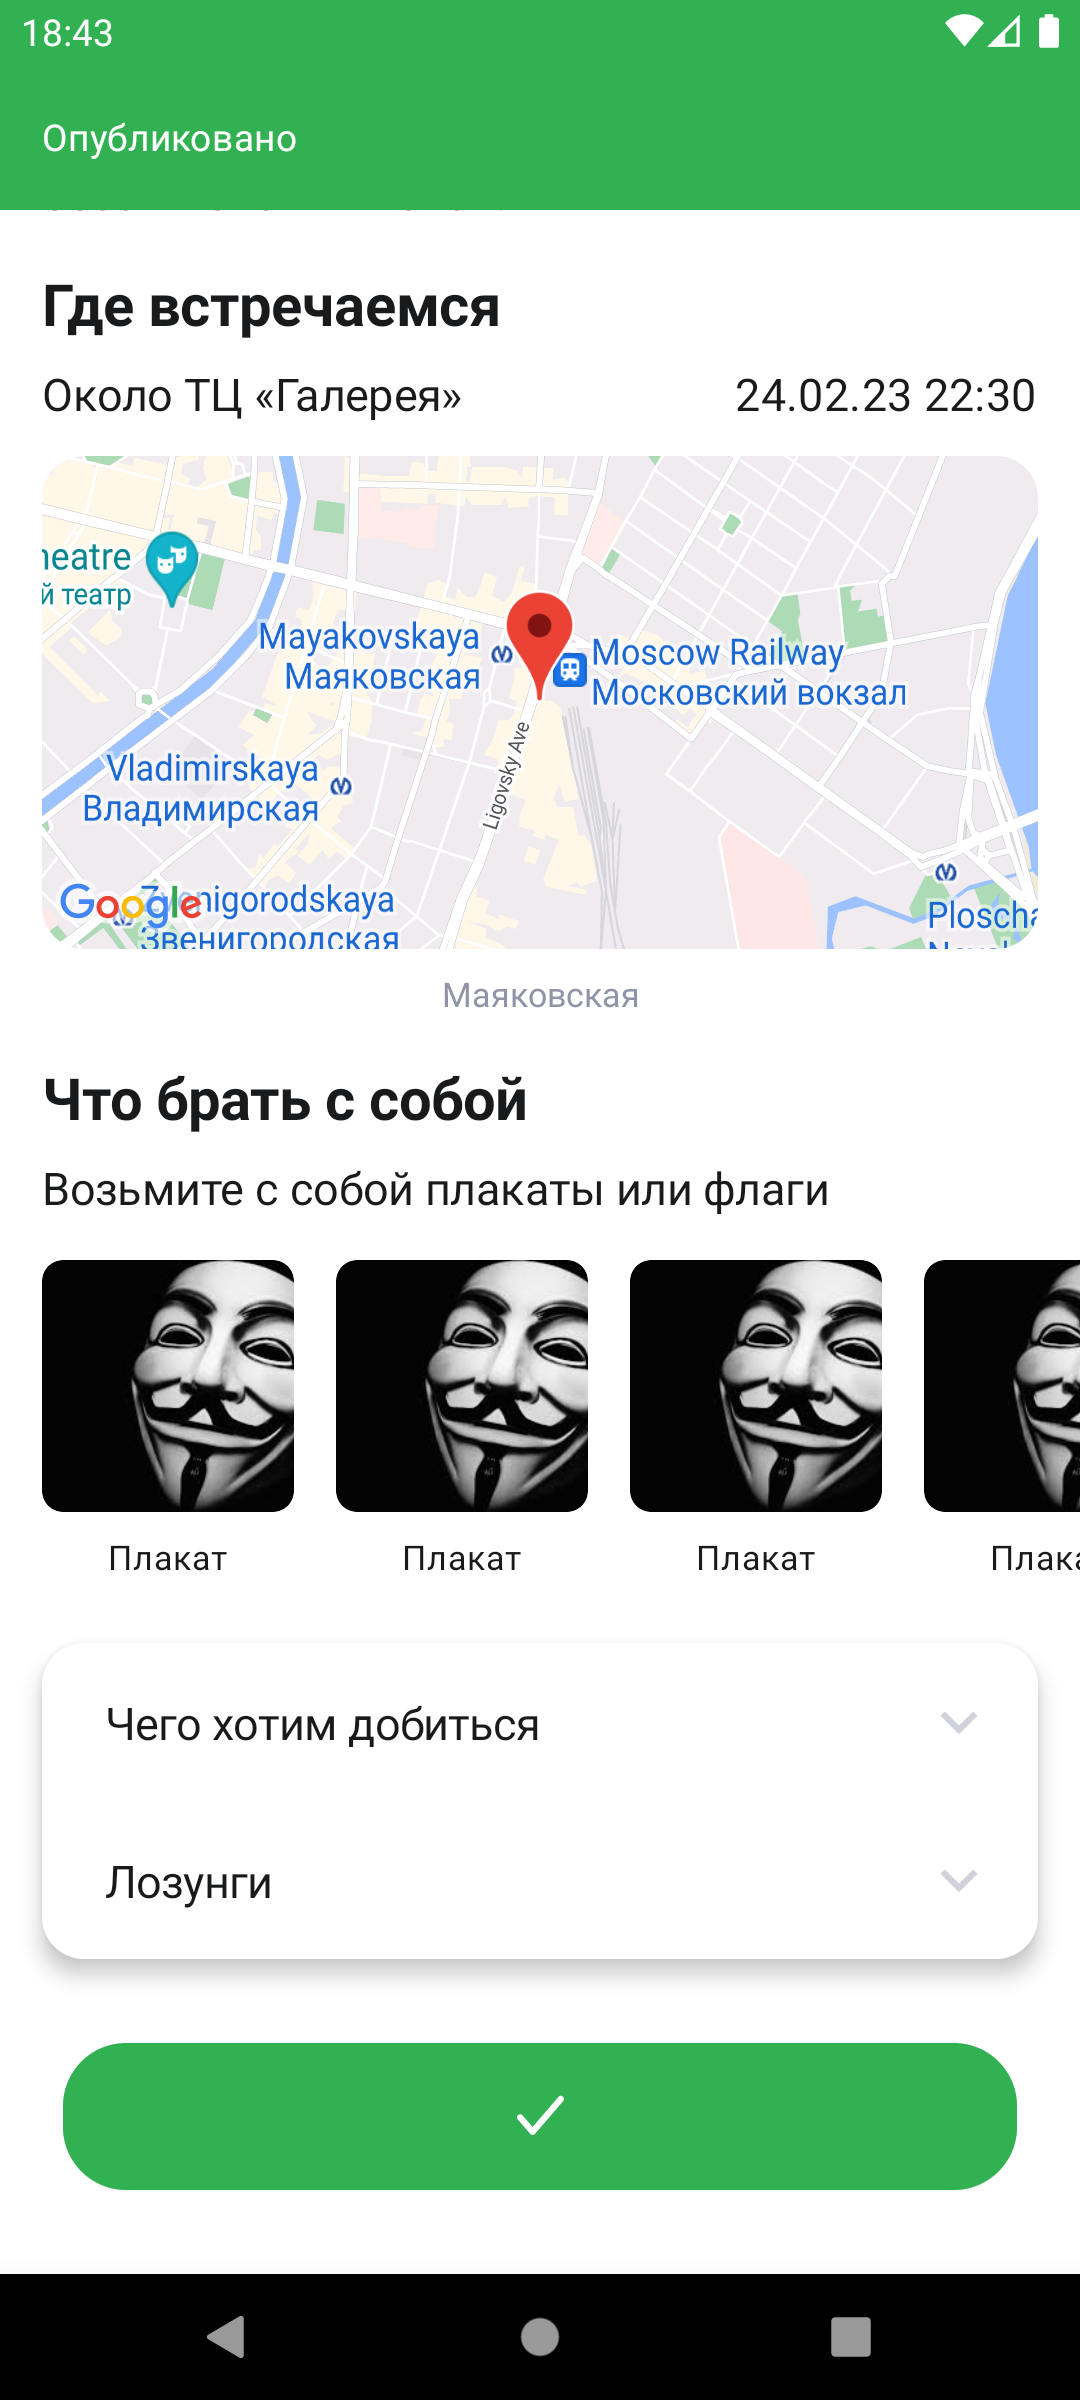 18:43
Опубликовано
Где встречаемся
Около ТЦ «Галерея»
24.02.23 22:30
heatre
й театр
Mayakovskaya
Маяковская
Moscow Railway
Московский вокзал
Ligovsky Ave
Vladimirskaya
Владимирская
Google
Zvenigorodskaya
Звенигородская
Ploscha
Маяковская
Что брать с собой
Возьмите с собой плакаты или флаги
Плакат
Плакат
Плакат
Плака
Чего хотим добиться
Лозунги